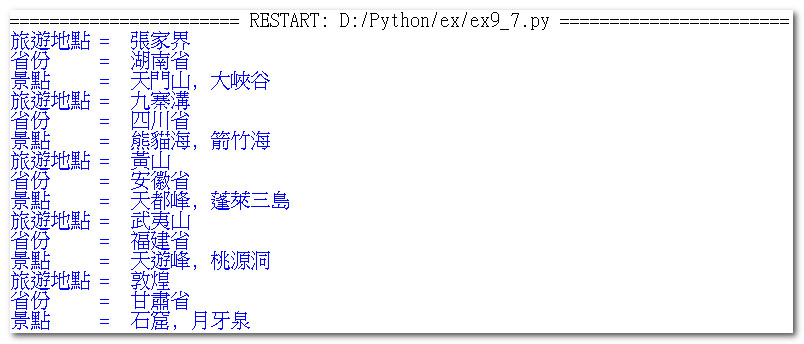 ======================= RESTART: D:/Python/ex/ex9_7.py =======================
旅遊地點 =  張家界
省份     =  湖南省
景點     =  天門山, 大峽谷
旅遊地點 =  九寨溝
省份     =  四川省
景點     =  熊貓海, 箭竹海
旅遊地點 =  黃山
省份     =  安徽省
景點     =  天都峰, 蓬萊三島
旅遊地點 =  武夷山
省份     =  福建省
景點     =  天遊峰, 桃源洞
旅遊地點 =  敦煌
省份     =  甘肅省
景點     =  石窟, 月牙泉